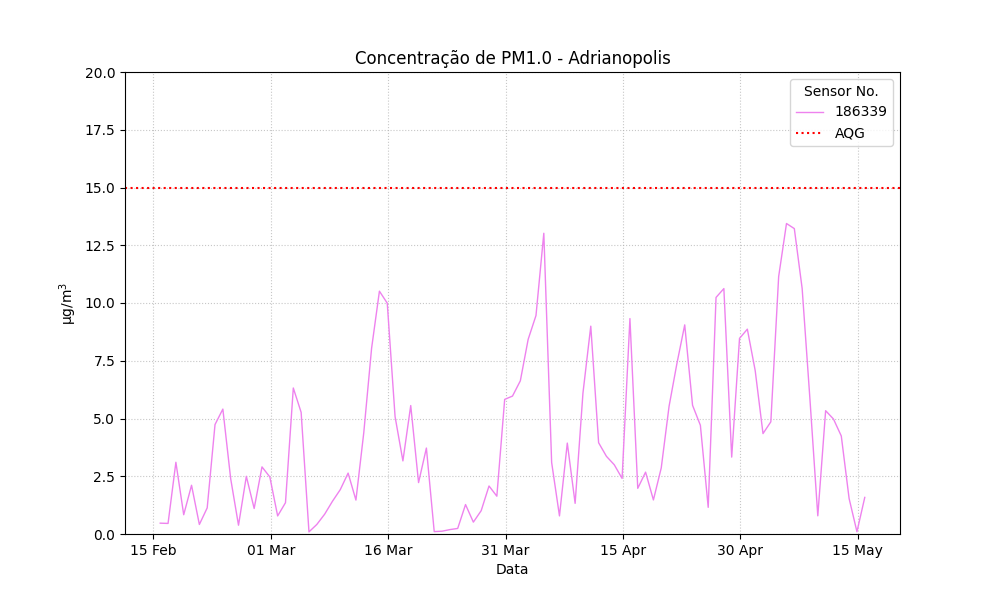 Concentração de PM1.0 - Adrianopolis
20.0
17.5
15.0
12.5
10.0
7.5
5.0
2.5
0.0
µg/m³
Sensor No.
186339
AQG
15 Feb
01 Mar
16 Mar
31 Mar
15 Apr
30 Apr
15 May
Data